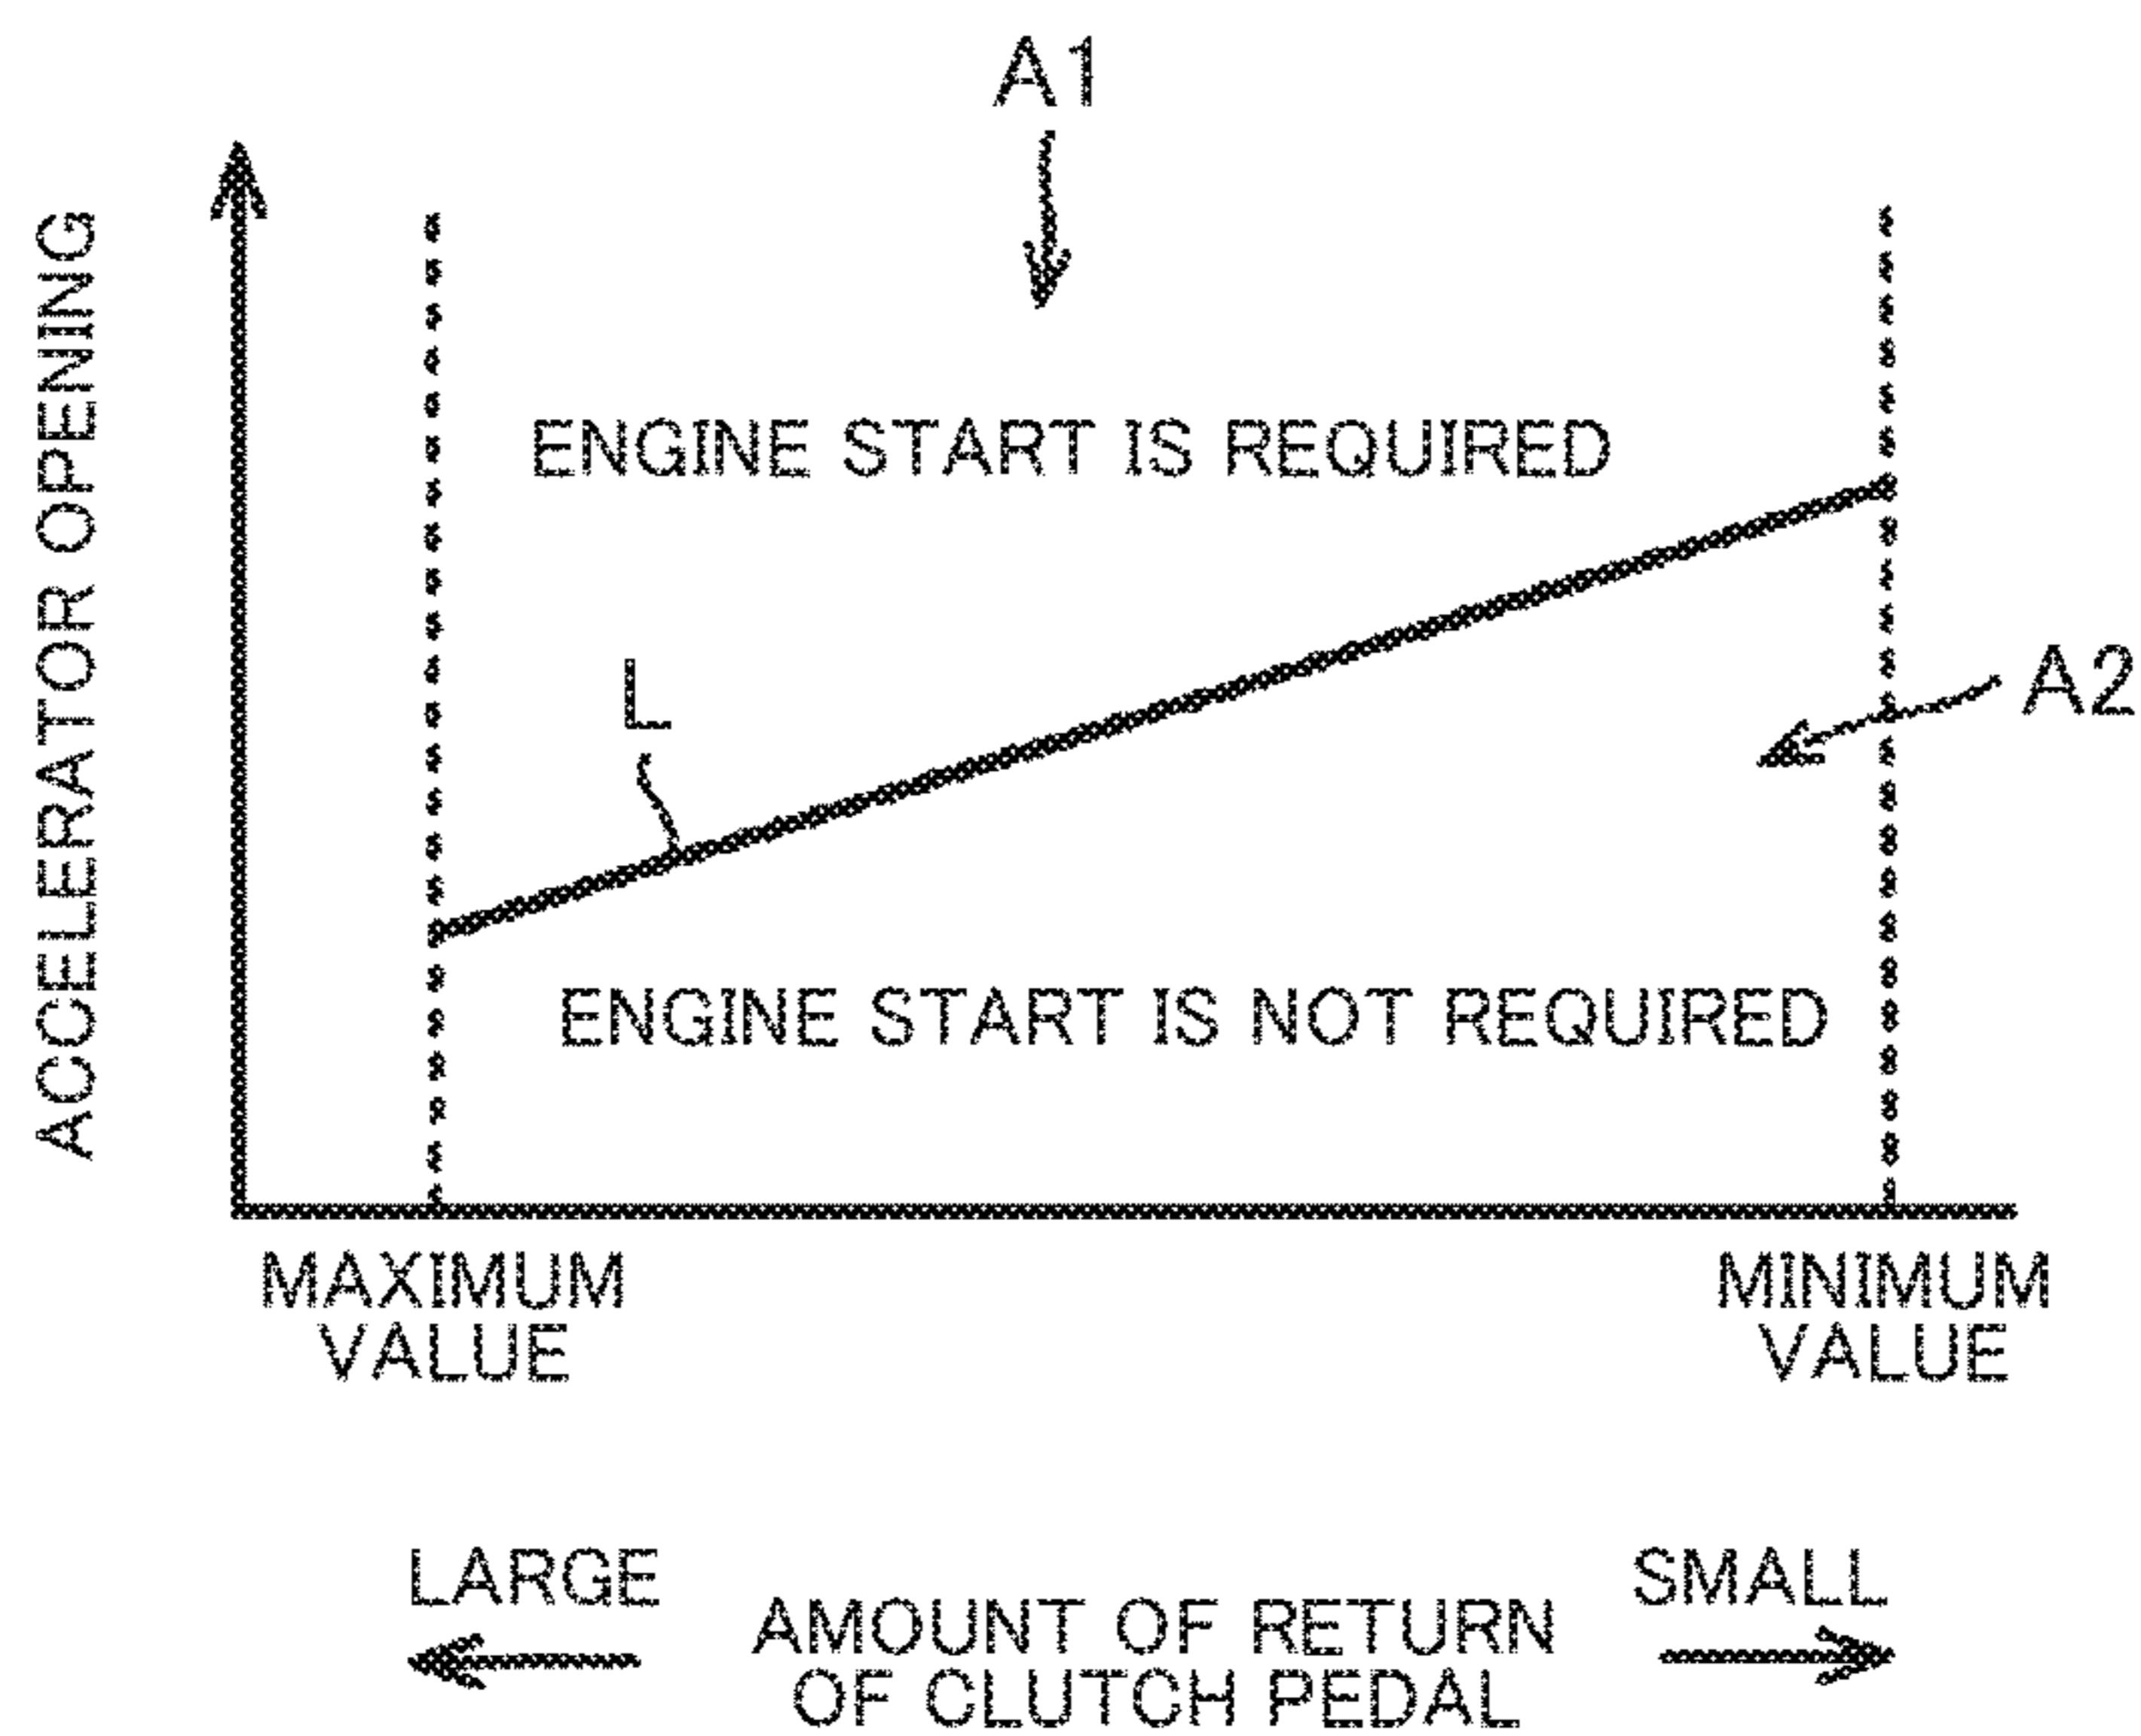 A1
ACCELERATOR OPENING
ENGINE START IS REQUIRED
L
A2
ENGINE START IS NOT REQUIRED
MAXIMUM
VALUE
MINIMUM
VALUE
LARGE
AMOUNT OF RETURN
OF CLUTCH PEDAL
SMALL